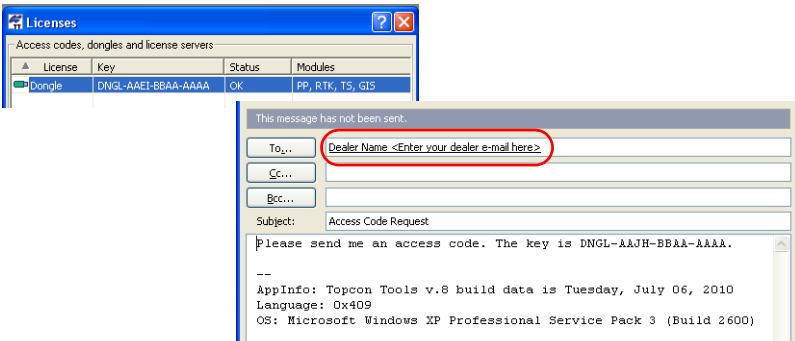 Licenses
Access codes, dongles and license servers
License Key Status Modules
Dongle DNGL-AAEI-BBAA-AAAA OK PP, RTK, TS, GIS
This message has not been sent.
To... Dealer Name <Enter your dealer e-mail here>
Cc...
Bcc...
Subject: Access Code Request
Please send me an access code. The key is DNGL-AAJH-BBAA-AAAA.
--
AppInfo: Topcon Tools v.8 build data is Tuesday, July 06, 2010
Language: 0x409
OS: Microsoft Windows XP Professional Service Pack 3 (Build 2600)